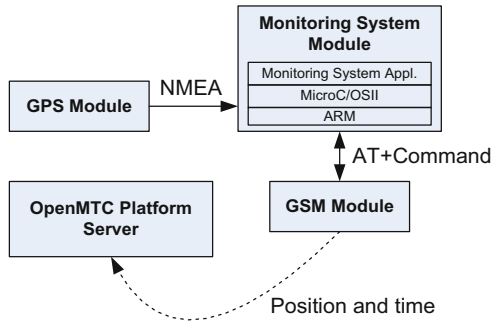 Monitoring System
Module
Monitoring System Appl.
MicroC/OSII
ARM
NMEA
GPS Module
AT+Command
OpenMTC Platform
Server
GSM Module
Position and time